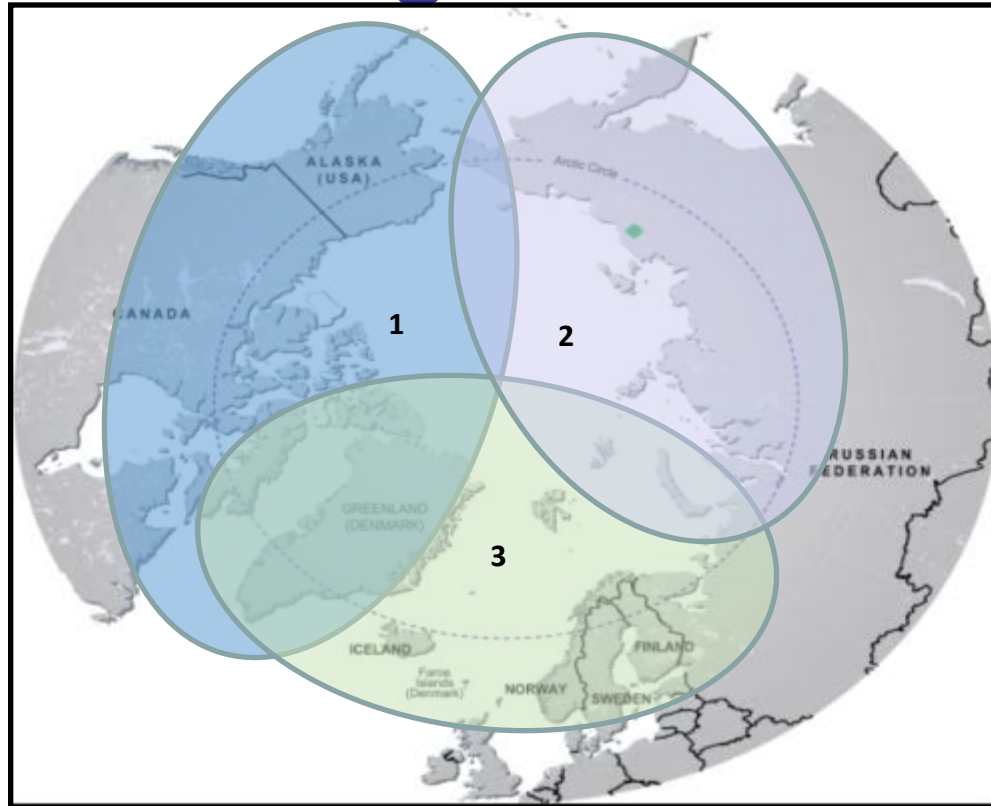 ALASKA
(USA)
Arctic Circle
CANADA
1
2
RUSSIAN
FEDERATION
GREENLAND
(DENMARK)
3
ICELAND
FINLAND
Faroe
Islands
(Denmark)
NORWAY
SWEDEN